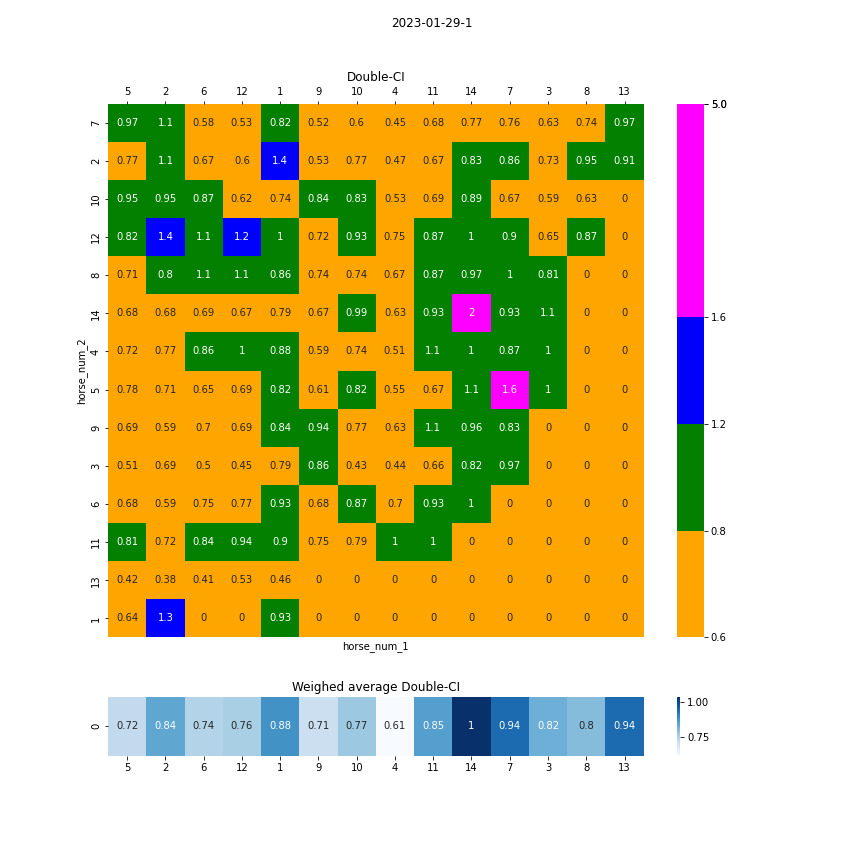 2023-01-29-1
Double-CI
5 2 6 12 1 9 10 4 11 14 7 3 8 13
7 0.97 1.1 0.58 0.53 0.82 0.52 0.6 0.45 0.68 0.77 0.76 0.63 0.74 0.97
2 0.77 1.1 0.67 0.6 1.4 0.53 0.77 0.47 0.67 0.83 0.86 0.73 0.95 0.91
10 0.95 0.95 0.87 0.62 0.74 0.84 0.83 0.53 0.69 0.89 0.67 0.59 0.63 0
12 0.82 1.4 1.1 1.2 1 0.72 0.93 0.75 0.87 1 0.9 0.65 0.87 0
8 0.71 0.8 1.1 1.1 0.86 0.74 0.74 0.67 0.87 0.97 1 0.81 0 0
14 0.68 0.68 0.69 0.67 0.79 0.67 0.99 0.63 0.93 2 0.93 1.1 0 0
4 0.72 0.77 0.86 1 0.88 0.59 0.74 0.51 1.1 1 0.87 1 0 0
5 0.78 0.71 0.65 0.69 0.82 0.61 0.82 0.55 0.67 1.1 1.6 1 0 0
9 0.69 0.59 0.7 0.69 0.84 0.94 0.77 0.63 1.1 0.96 0.83 0 0 0
3 0.51 0.69 0.5 0.45 0.79 0.86 0.43 0.44 0.66 0.82 0.97 0 0 0
6 0.68 0.59 0.75 0.77 0.93 0.68 0.87 0.7 0.93 1 0 0 0 0
11 0.81 0.72 0.84 0.94 0.9 0.75 0.79 1 1 0 0 0 0 0
13 0.42 0.38 0.41 0.53 0.46 0 0 0 0 0 0 0 0 0
1 0.64 1.3 0 0 0.93 0 0 0 0 0 0 0 0 0
horse_num_2
horse_num_1
5.0
1.6
1.2
0.8
0.6
Weighed average Double-CI
0 0.72 0.84 0.74 0.76 0.88 0.71 0.77 0.61 0.85 1 0.94 0.82 0.8 0.94
5 2 6 12 1 9 10 4 11 14 7 3 8 13
1.00
0.75